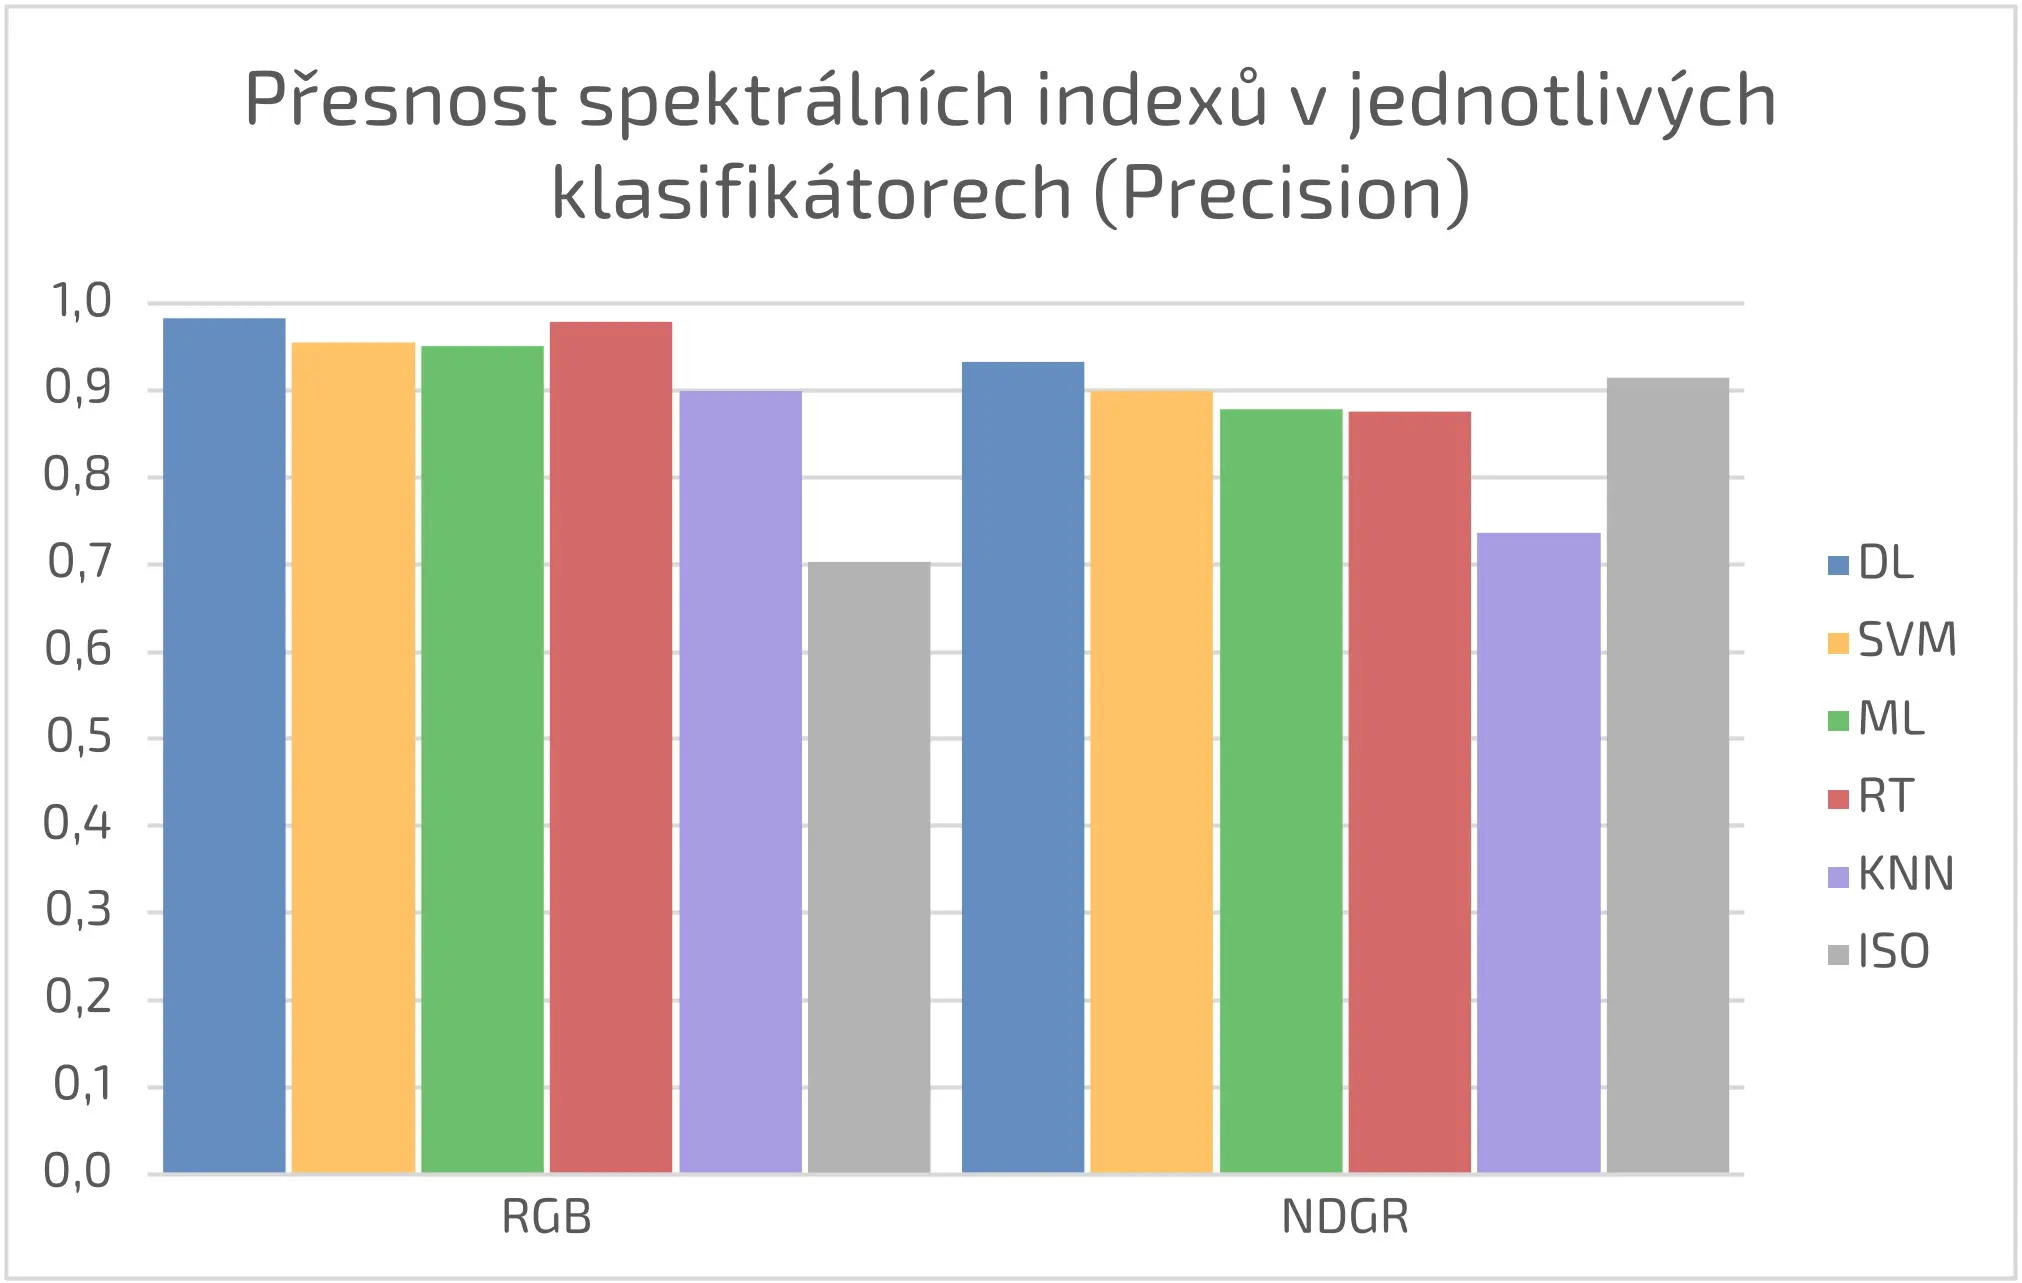 Přesnost spektrálních indexů v jednotlivých
klasifikátorech (Precision)
1,0
0,9
0,8
0,7
0,6
0,5
0,4
0,3
0,2
0,1
0,0
RGB
NDGR
DL
SVM
ML
RT
KNN
ISO